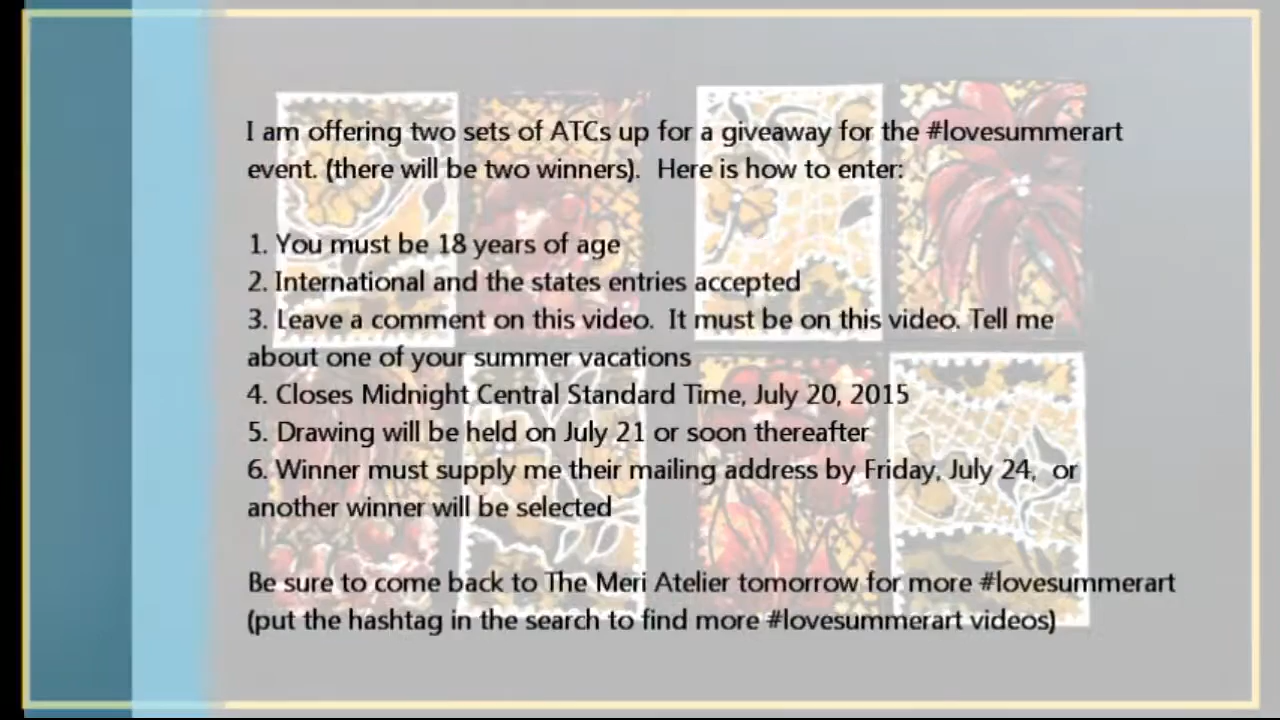 I am offering two sets of ATCs up for a giveaway for the #lovesummerart
event. (there will be two winners).  Here is how to enter:
1. You must be 18 years of age
2. International and the states entries accepted
3. Leave a comment on this video.  It must be on this video. Tell me
about one of your summer vacations
4. Closes Midnight Central Standard Time, July 20, 2015
5. Drawing will be held on July 21 or soon thereafter
6. Winner must supply me their mailing address by Friday, July 24,  or
another winner will be selected
Be sure to come back to The Meri Atelier tomorrow for more #lovesummerart
(put the hashtag in the search to find more #lovesummerart videos)